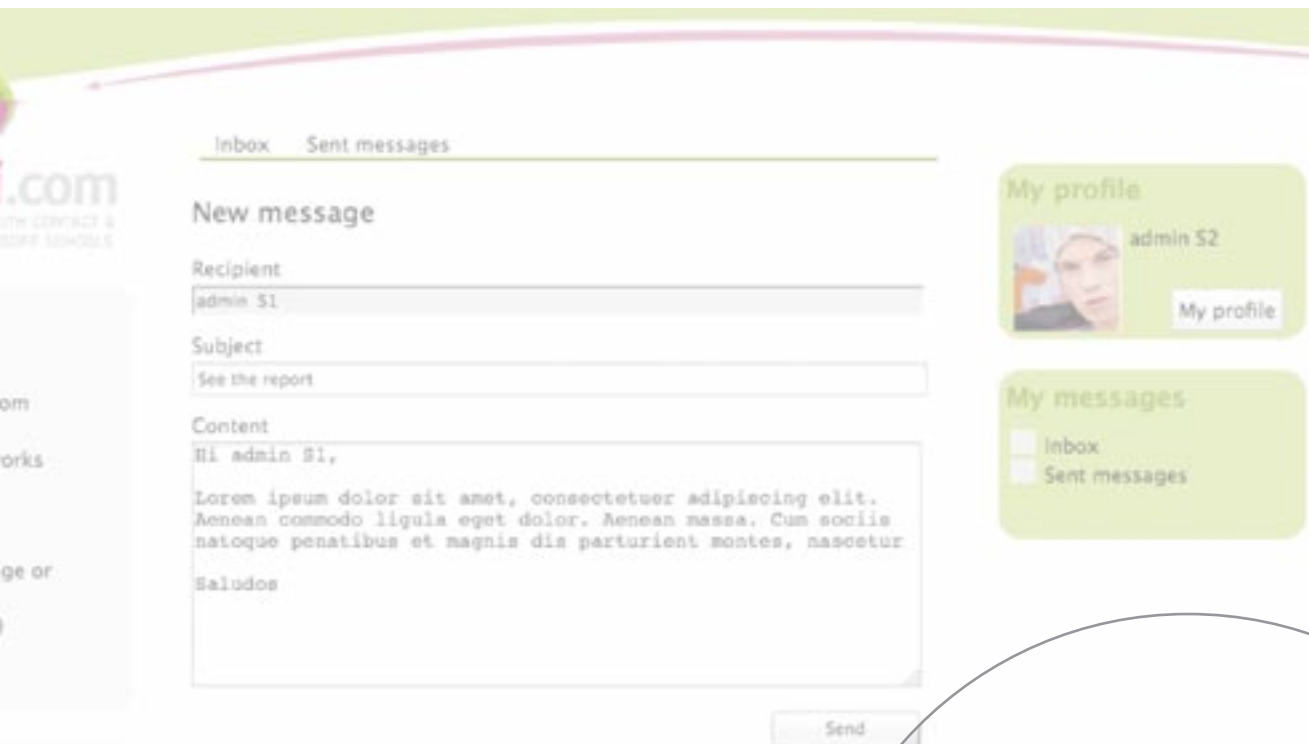 Inbox Sent messages
.com
New message
Recipient
admin S1
Subject
See the report
Content
Hi admin S1,
Lorem ipsum dolor sit amet, consectetuer adipiscing elit.
Aenean commodo ligula eget dolor. Aenean massa. Cum sociis
natoque penatibus et magnis dis parturient montes, nascetur
Saludos
Send
om
orks
ge or
My profile
admin S2
My profile
My messages
Inbox
Sent messages